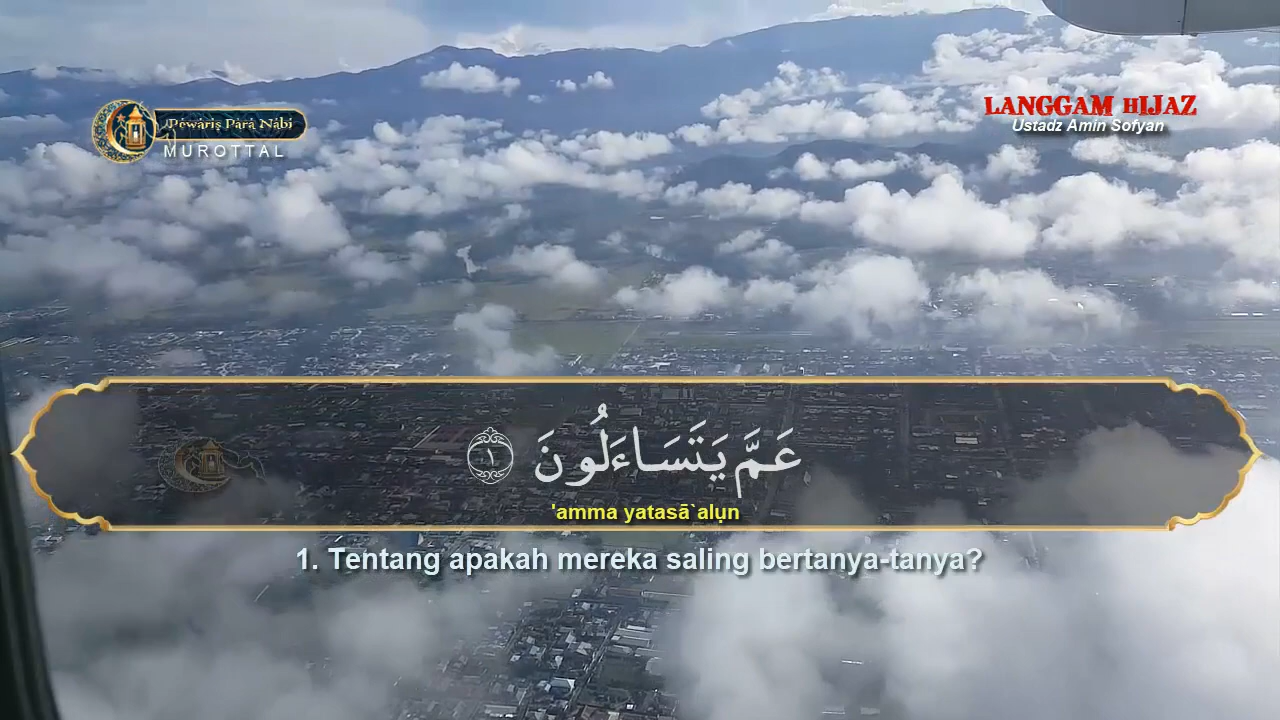 Pewaris Para Nabi
MUROTTAL
LANGGAM HIJAZ
Ustadz Amin Sofyan
عَمَّ يَتَسَاءَلُونَ ١
'amma yatasā`alụn
1. Tentang apakah mereka saling bertanya-tanya?